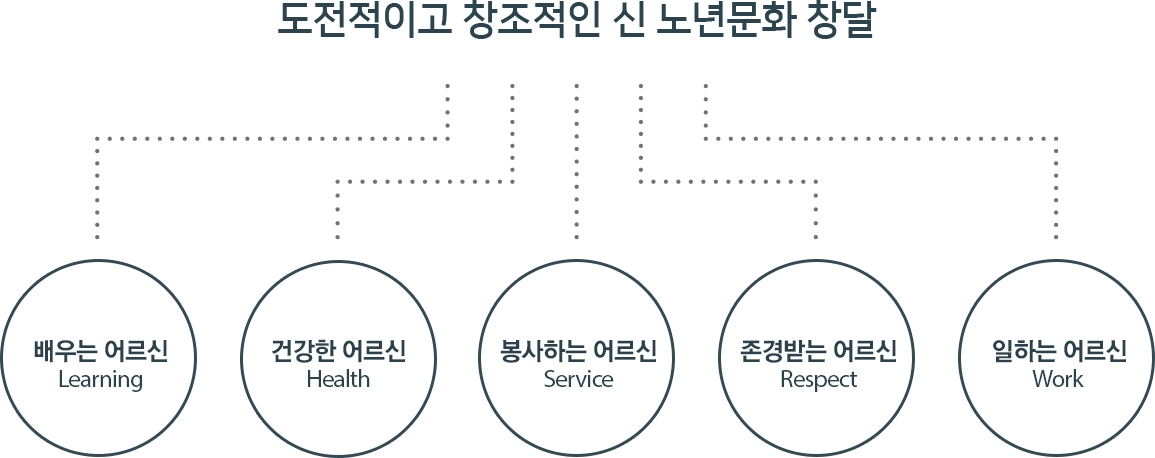 도전적이고 창조적인 신 노년문화 창달
배우는 어르신
Learning
건강한 어르신
Health
봉사하는 어르신
Service
존경받는 어르신
Respect
일하는 어르신
Work